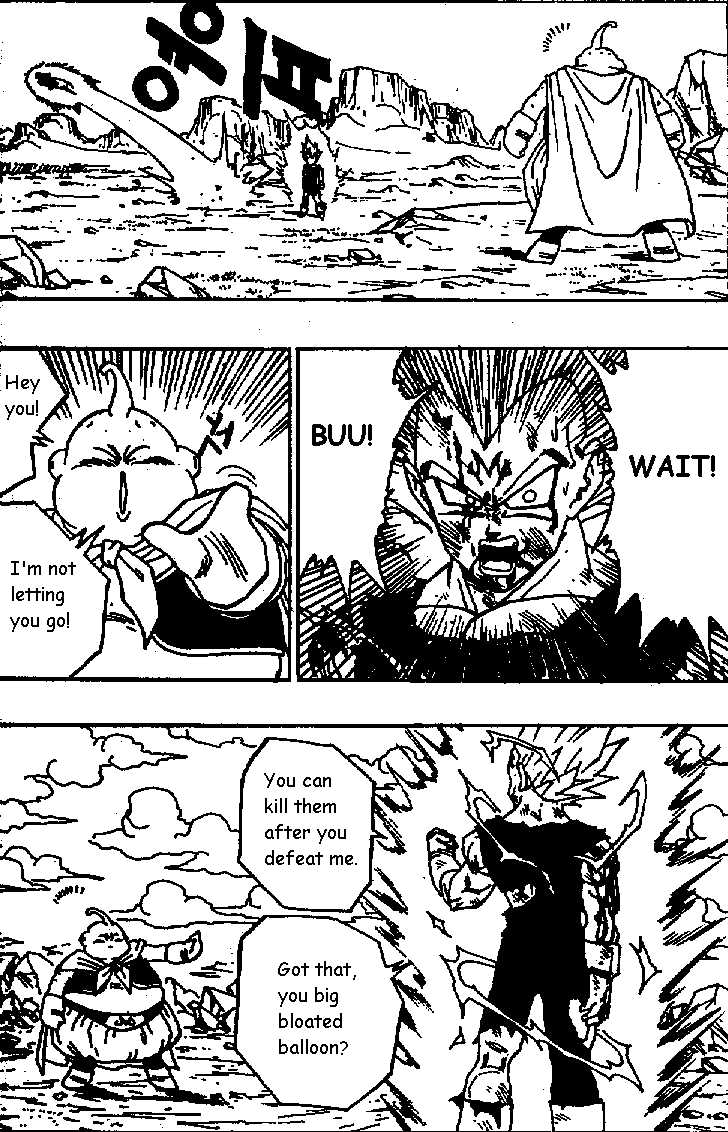 Hey
you!
I'm not
letting
you go!
BUU!
WAIT!
You can
kill them
after you
defeat me.
Got that,
you big
bloated
balloon?